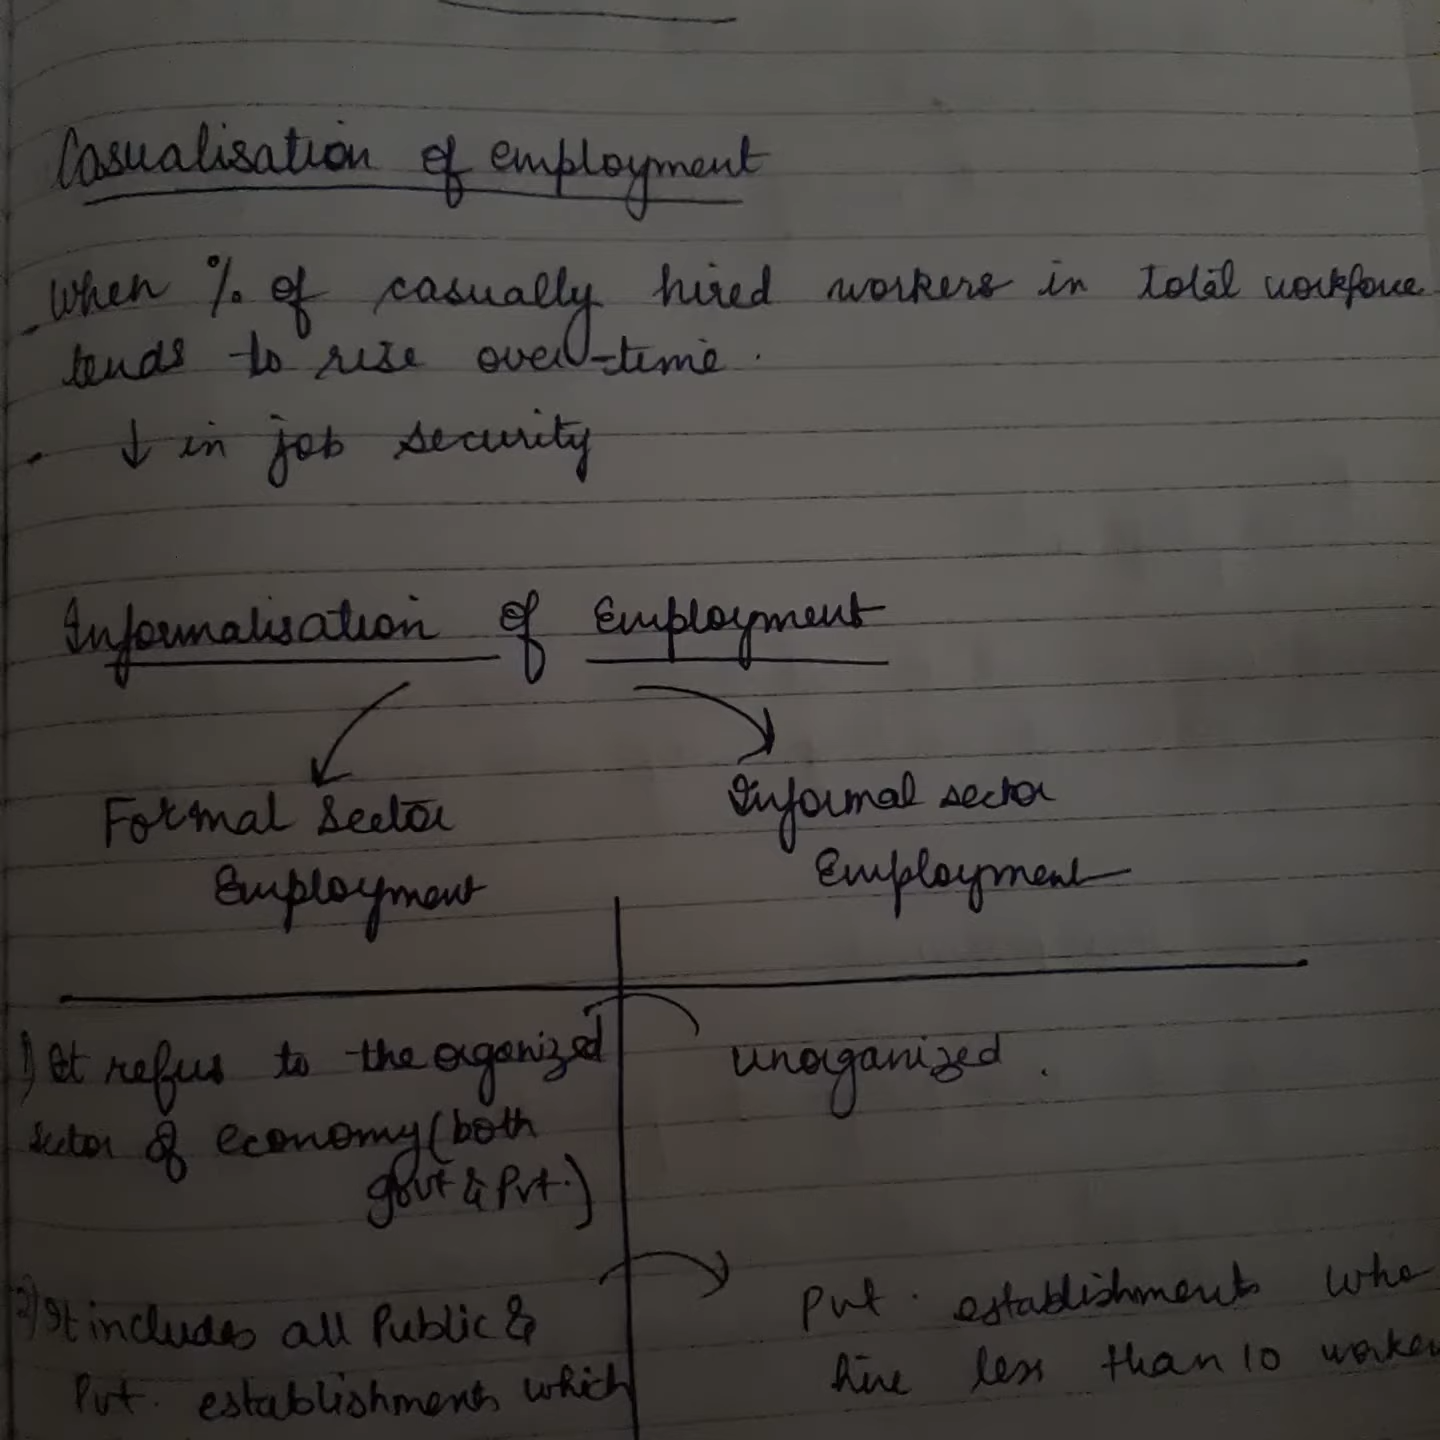 Casualisation of employment
When % of casually hired workers in total workforce
tends to rise over-time.
↓ in job security
Informalisation of Employment
Formal Sector
Employment
Informal sector
Employment
1) It refers to the organized
sector of economy (both
govt & Pvt.)
unorganized.
2) It includes all Public &
Pvt. establishments which
Pvt. establishments who
hire less than 10 worker